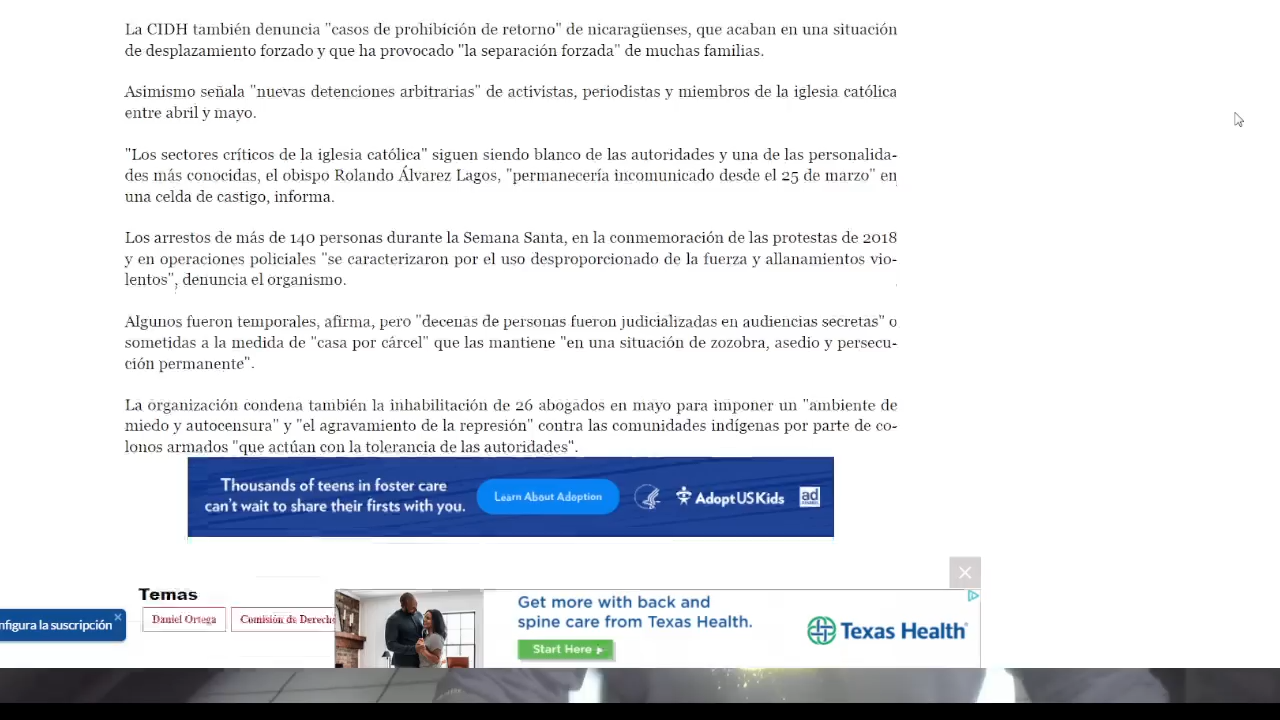 La CIDH también denuncia "casos de prohibición de retorno" de nicaragüenses, que acaban en una situación
de desplazamiento forzado y que ha provocado "la separación forzada" de muchas familias.
Asimismo señala "nuevas detenciones arbitrarias" de activistas, periodistas y miembros de la iglesia católica
entre abril y mayo.
"Los sectores críticos de la iglesia católica" siguen siendo blanco de las autoridades y una de las personalida-
des más conocidas, el obispo Rolando Álvarez Lagos, "permanecería incomunicado desde el 25 de marzo" en
una celda de castigo, informa.
Los arrestos de más de 140 personas durante la Semana Santa, en la conmemoración de las protestas de 2018
y en operaciones policiales "se caracterizaron por el uso desproporcionado de la fuerza y allanamientos vio-
lentos", denuncia el organismo.
Algunos fueron temporales, afirma, pero "decenas de personas fueron judicializadas en audiencias secretas" o
sometidas a la medida de "casa por cárcel" que las mantiene "en una situación de zozobra, asedio y persecu-
ción permanente".
La organización condena también la inhabilitación de 26 abogados en mayo para imponer un "ambiente de
miedo y autocensura" y "el agravamiento de la represión" contra las comunidades indígenas por parte de co-
lonos armados "que actúan con la tolerancia de las autoridades".
Thousands of teens in foster care
can't wait to share their firsts with you.
Learn About Adoption
AdoptUSKids
ad
Temas
Daniel Ortega
Comisión de Derecho
nfigura la suscripción
Get more with back and
spine care from Texas Health.
Start Here
Texas Health